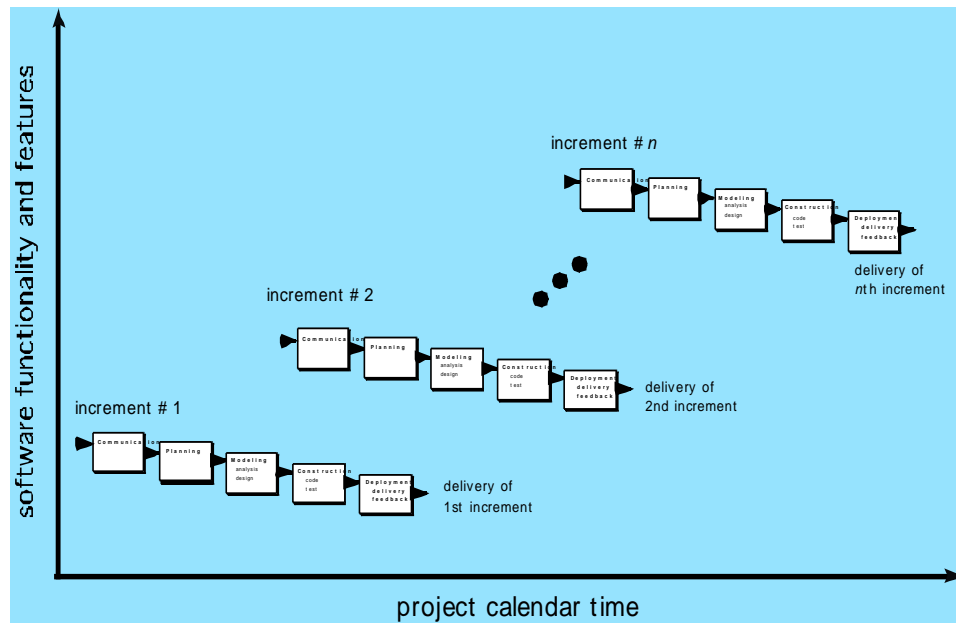 software functionality and features
increment # n
Communication
Planning
Modeling
analysis
design
Construction
code
test
Deployment
delivery
feedback
delivery of
nth increment
increment # 2
Communication
Planning
Modeling
analysis
design
Construction
code
test
Deployment
delivery
feedback
delivery of
2nd increment
increment # 1
Communication
Planning
Modeling
analysis
design
Construction
code
test
Deployment
delivery
feedback
delivery of
1st increment
project calendar time